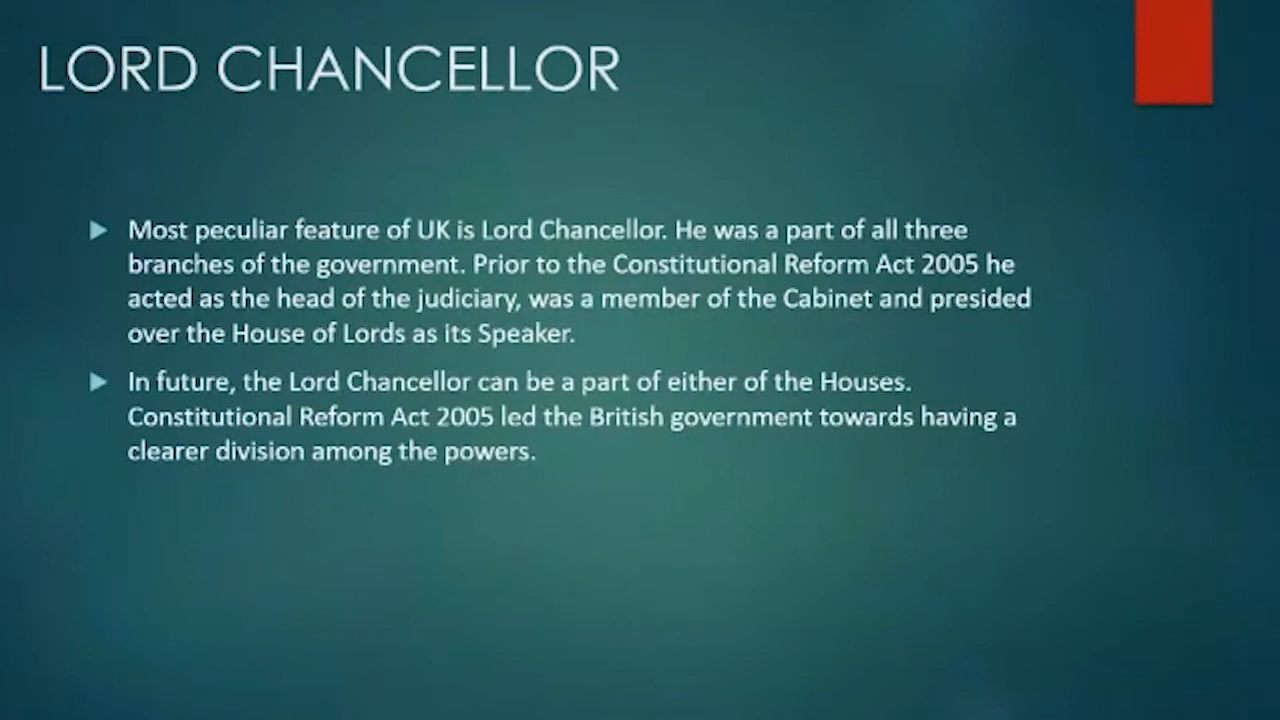 LORD CHANCELLOR
Most peculiar feature of UK is Lord Chancellor. He was a part of all three
branches of the government. Prior to the Constitutional Reform Act 2005 he
acted as the head of the judiciary, was a member of the Cabinet and presided
over the House of Lords as its Speaker.
In future, the Lord Chancellor can be a part of either of the Houses.
Constitutional Reform Act 2005 led the British government towards having a
clearer division among the powers.